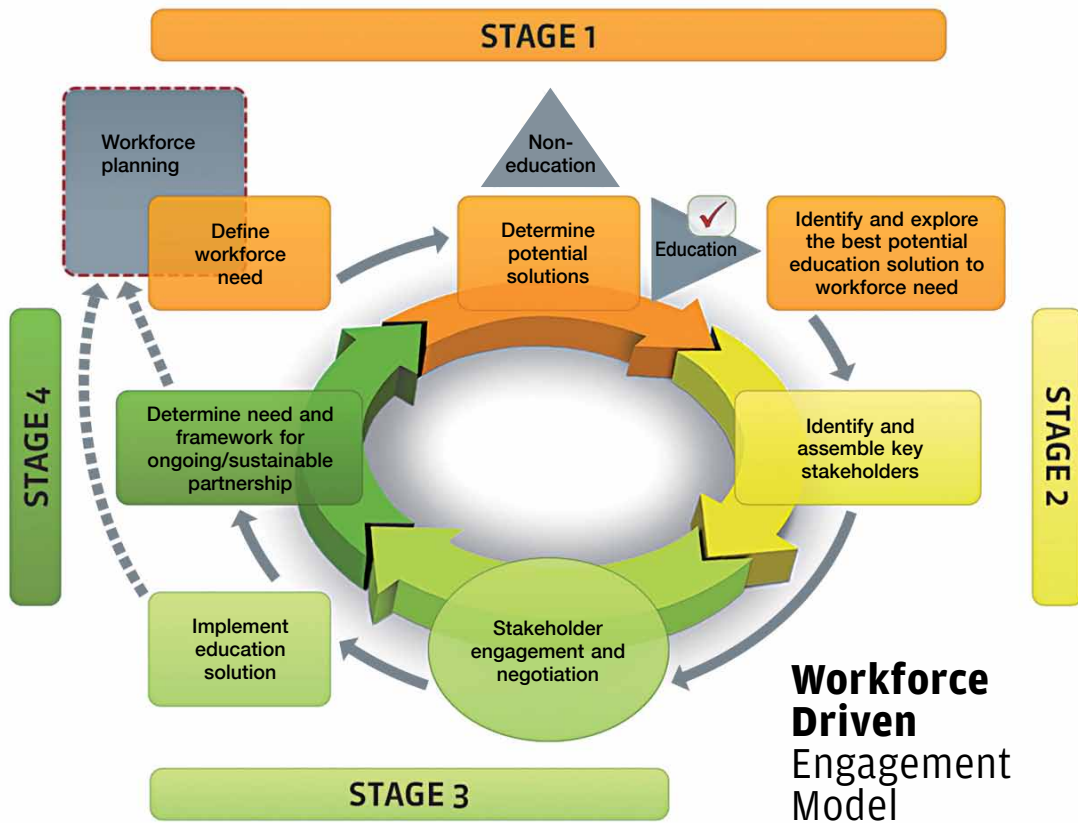 STAGE 1
Workforce
planning
Define
workforce
need
Non-
education
Determine
potential
solutions
Education
Identify and explore
the best potential
education solution to
workforce need
STAGE 2
Identify and
assemble key
stakeholders
Stakeholder
engagement and
negotiation
STAGE 3
Implement
education
solution
Determine need and
framework for
ongoing/sustainable
partnership
STAGE 4
Workforce
Driven
Engagement
Model